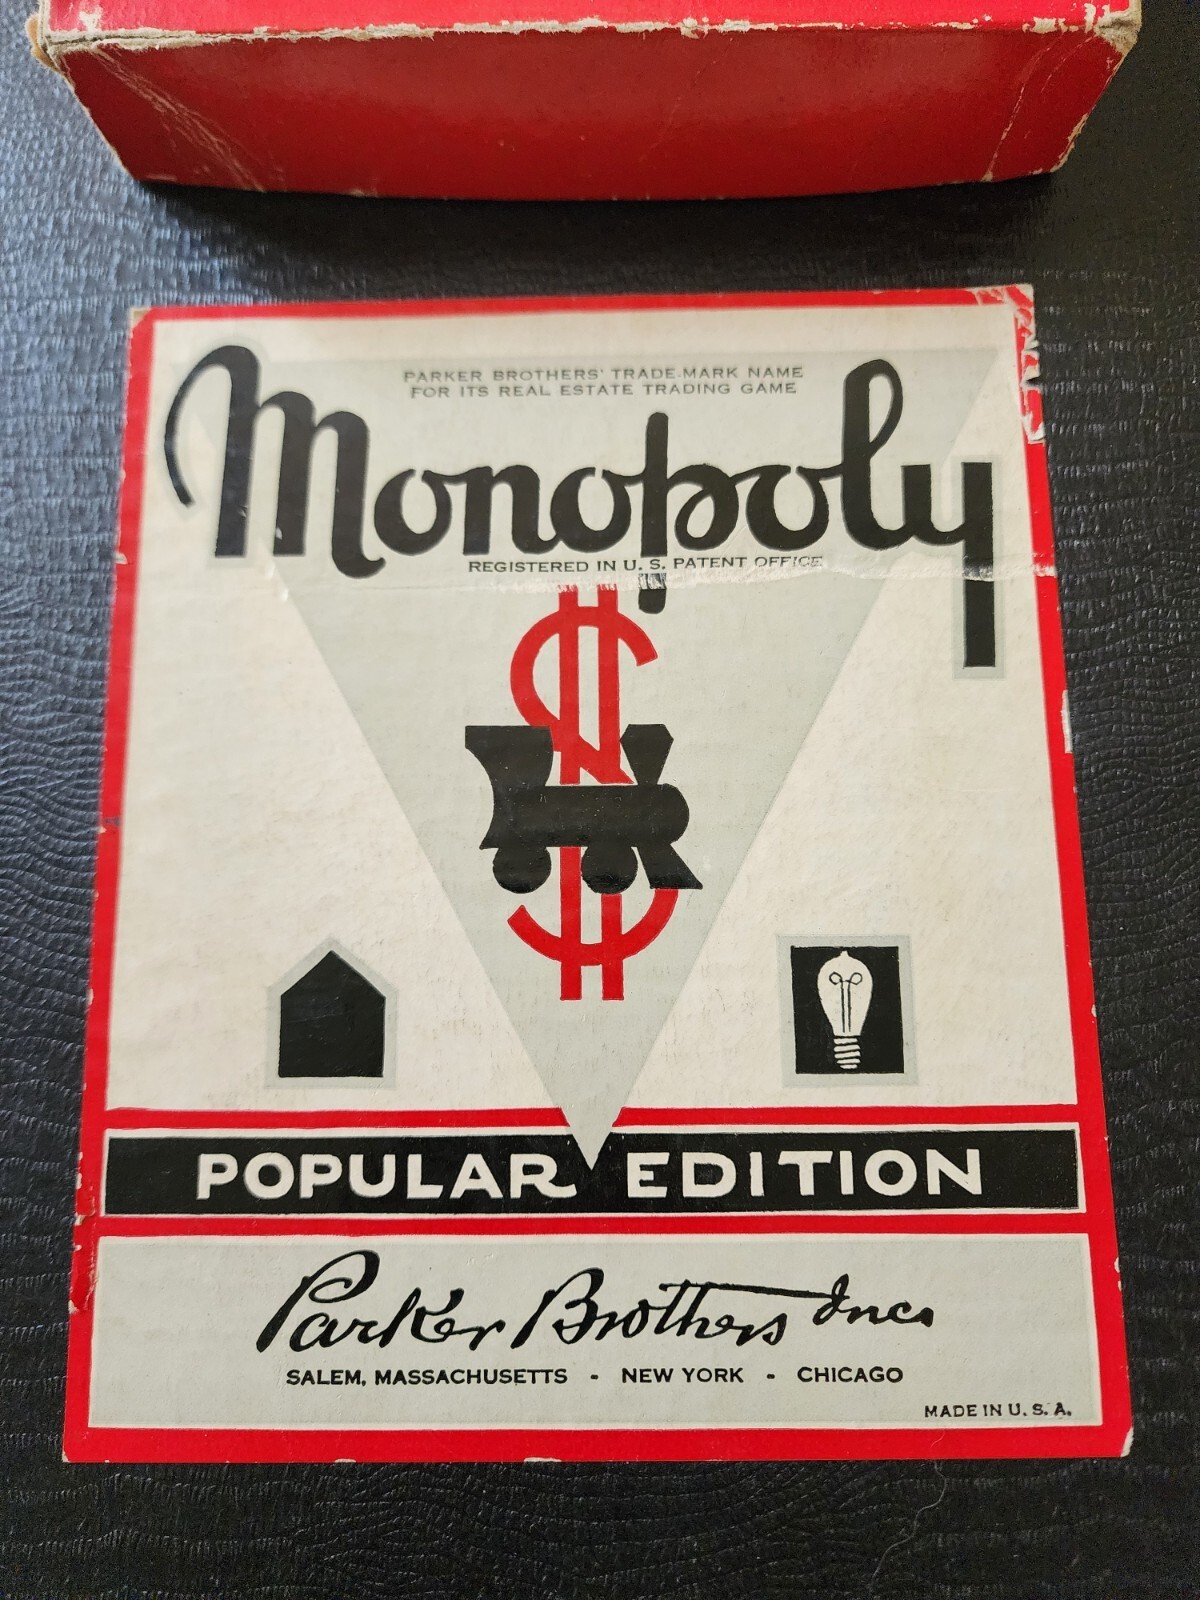 PARKER BROTHERS' TRADE-MARK NAME
FOR ITS REAL ESTATE TRADING GAME
Monopoly
REGISTERED IN U. S. PATENT OFFICE
POPULAR EDITION
Parker Brothers Inc.
SALEM, MASSACHUSETTS - NEW YORK - CHICAGO
MADE IN U. S. A.